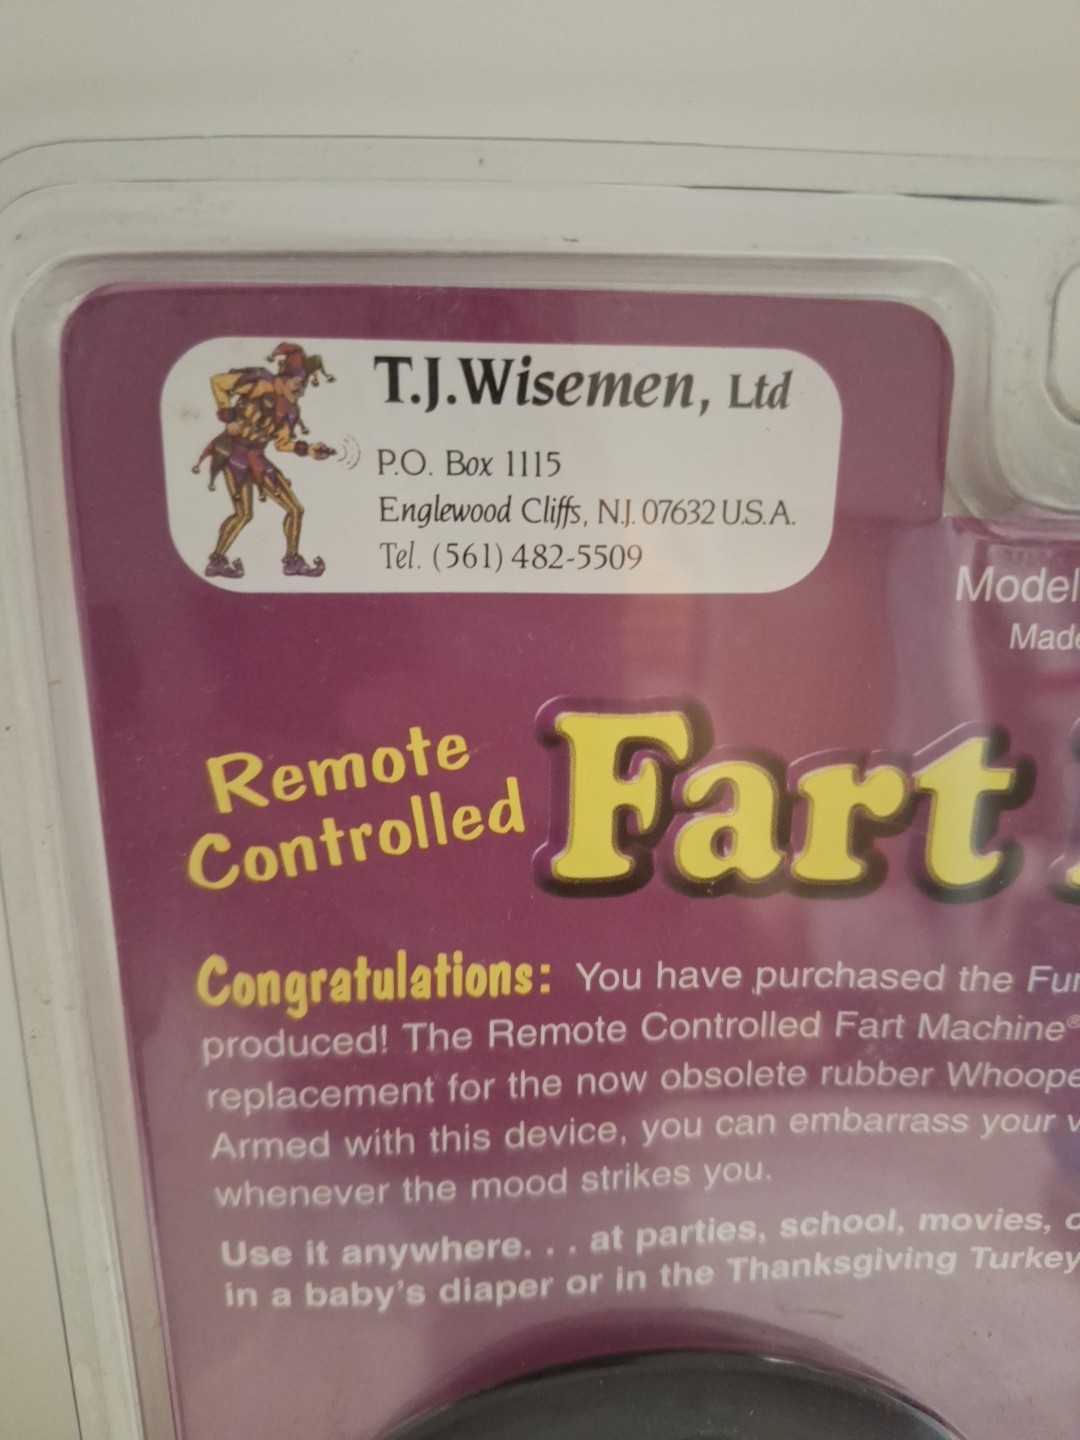 T.J.Wisemen, Ltd
P.O. Box 1115
Englewood Cliffs, N.J. 07632 U.S.A.
Tel. (561) 482-5509
Model
Made
Remote
Controlled
Fart
Congratulations: You have purchased the
produced! The Remote Controlled Fart Machine®
replacement for the now obsolete rubber
Armed with this device, you can embarrass your
whenever the mood strikes you.
Use it anywhere. . . at parties, school, movies,
in a baby's diaper or in the Thanksgiving Turkey